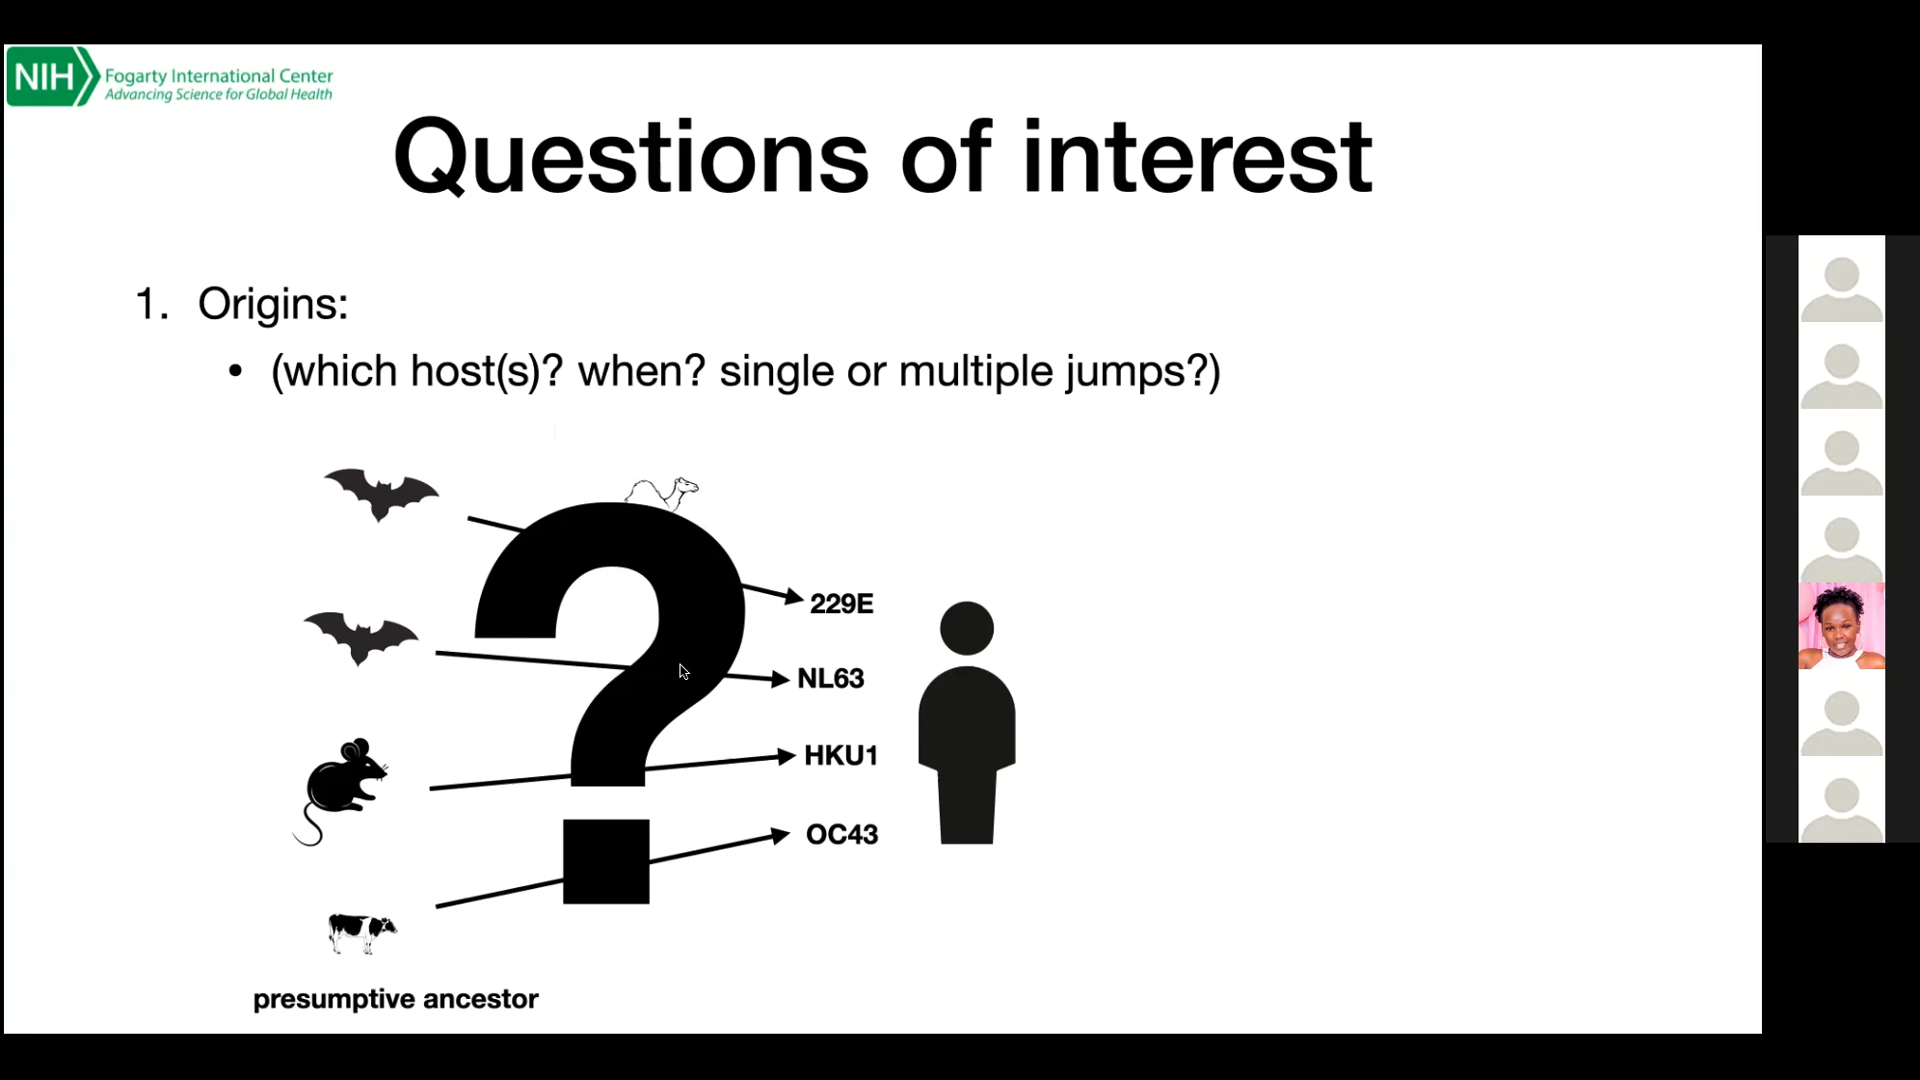 NIH
Fogarty International Center
Advancing Science for Global Health
Questions of interest
1. Origins:
• (which host(s)? when? single or multiple jumps?)
?
229E
NL63
HKU1
OC43
presumptive ancestor